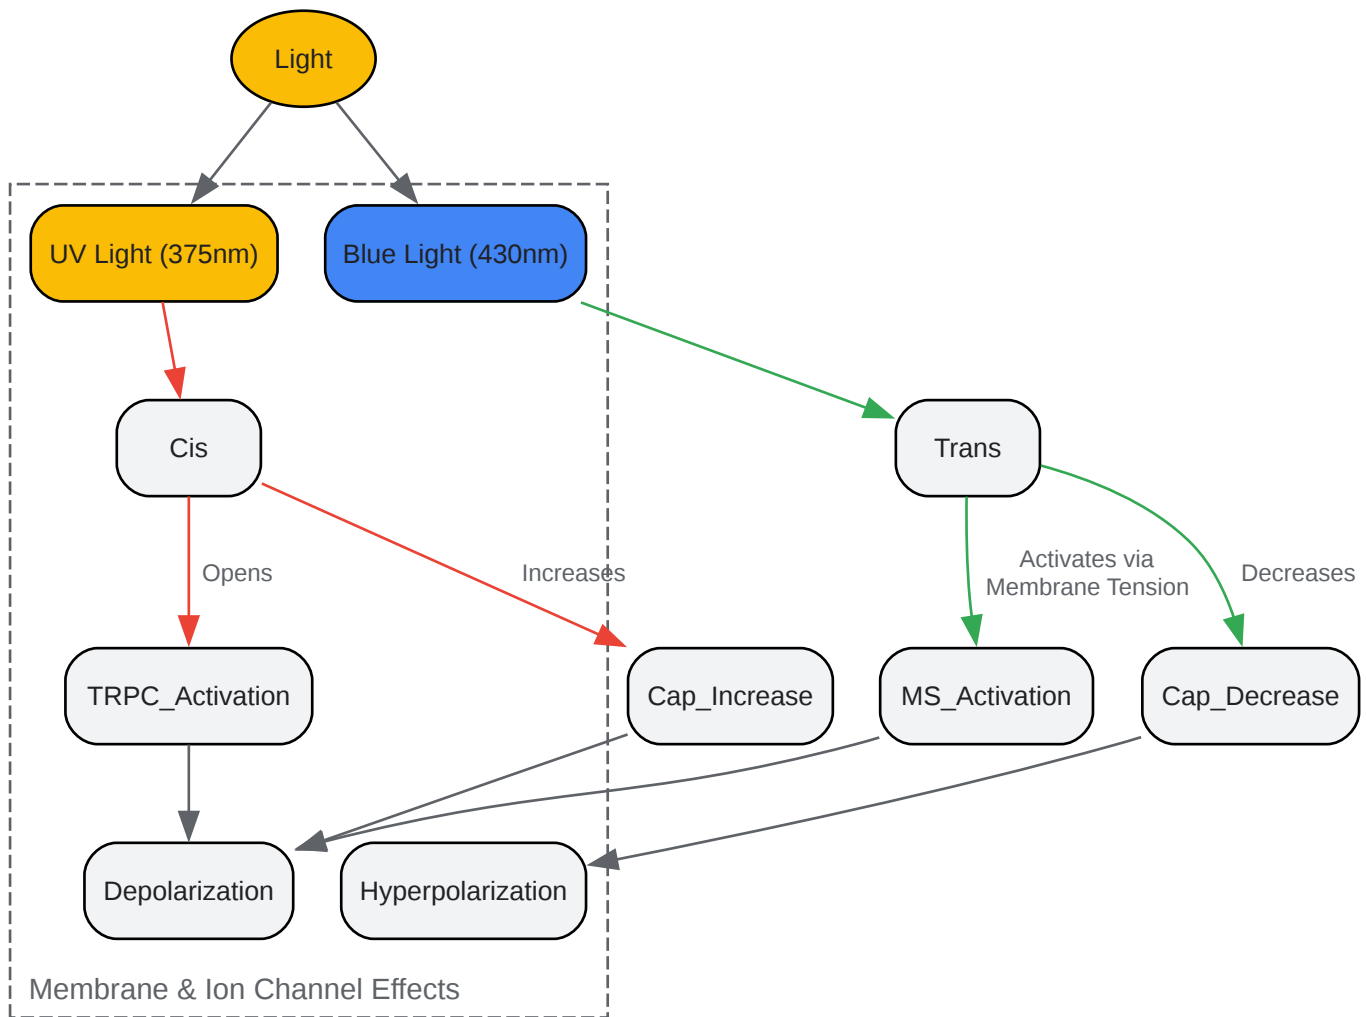 Light
UV Light (375nm)
Blue Light (430nm)
Cis
Trans
Opens
Increases
Activates via
Membrane Tension
Decreases
TRPC_Activation
Cap_Increase
MS_Activation
Cap_Decrease
Depolarization
Hyperpolarization
Membrane & Ion Channel Effects